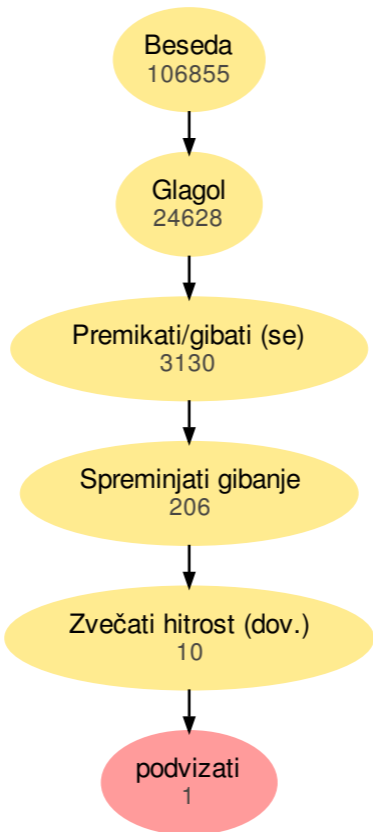 Beseda
106855
Glagol
24628
Premikati/gibati (se)
3130
Spreminjati gibanje
206
Zvečati hitrost (dov.)
10
podvizati
1